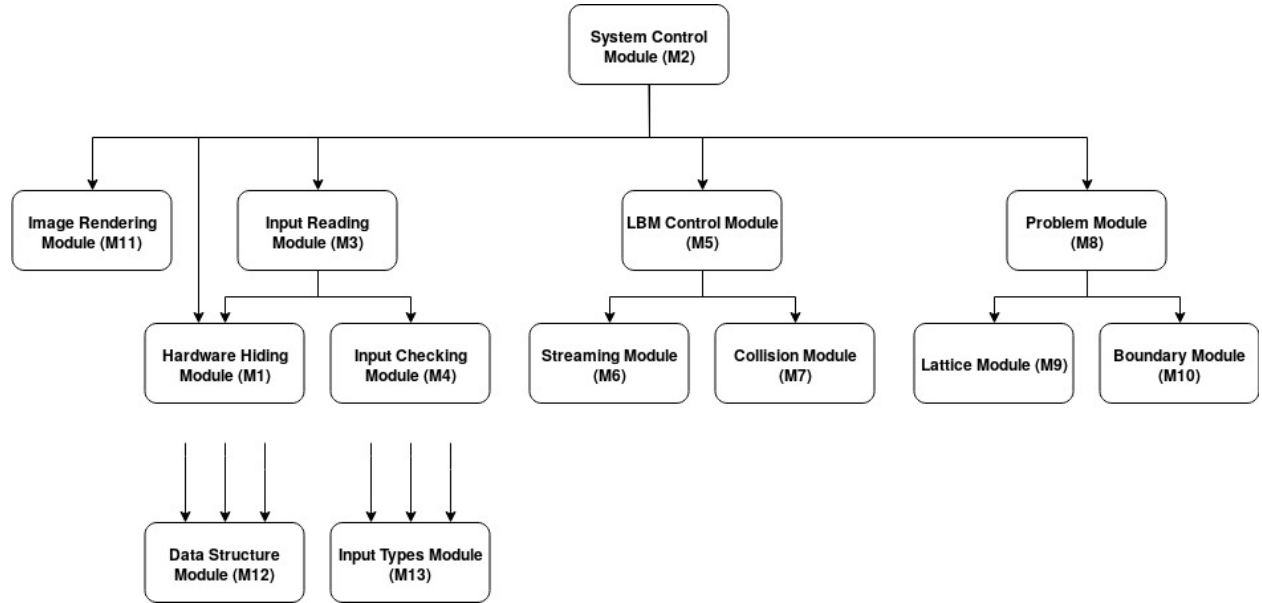 System Control
Module (M2)
Image Rendering
Module (M11)
Input Reading
Module (M3)
LBM Control Module
(M5)
Problem Module
(M8)
Hardware Hiding
Module (M1)
Input Checking
Module (M4)
Streaming Module
(M6)
Collision Module
(M7)
Lattice Module (M9)
Boundary Module
(M10)
Data Structure
Module (M12)
Input Types Module
(M13)